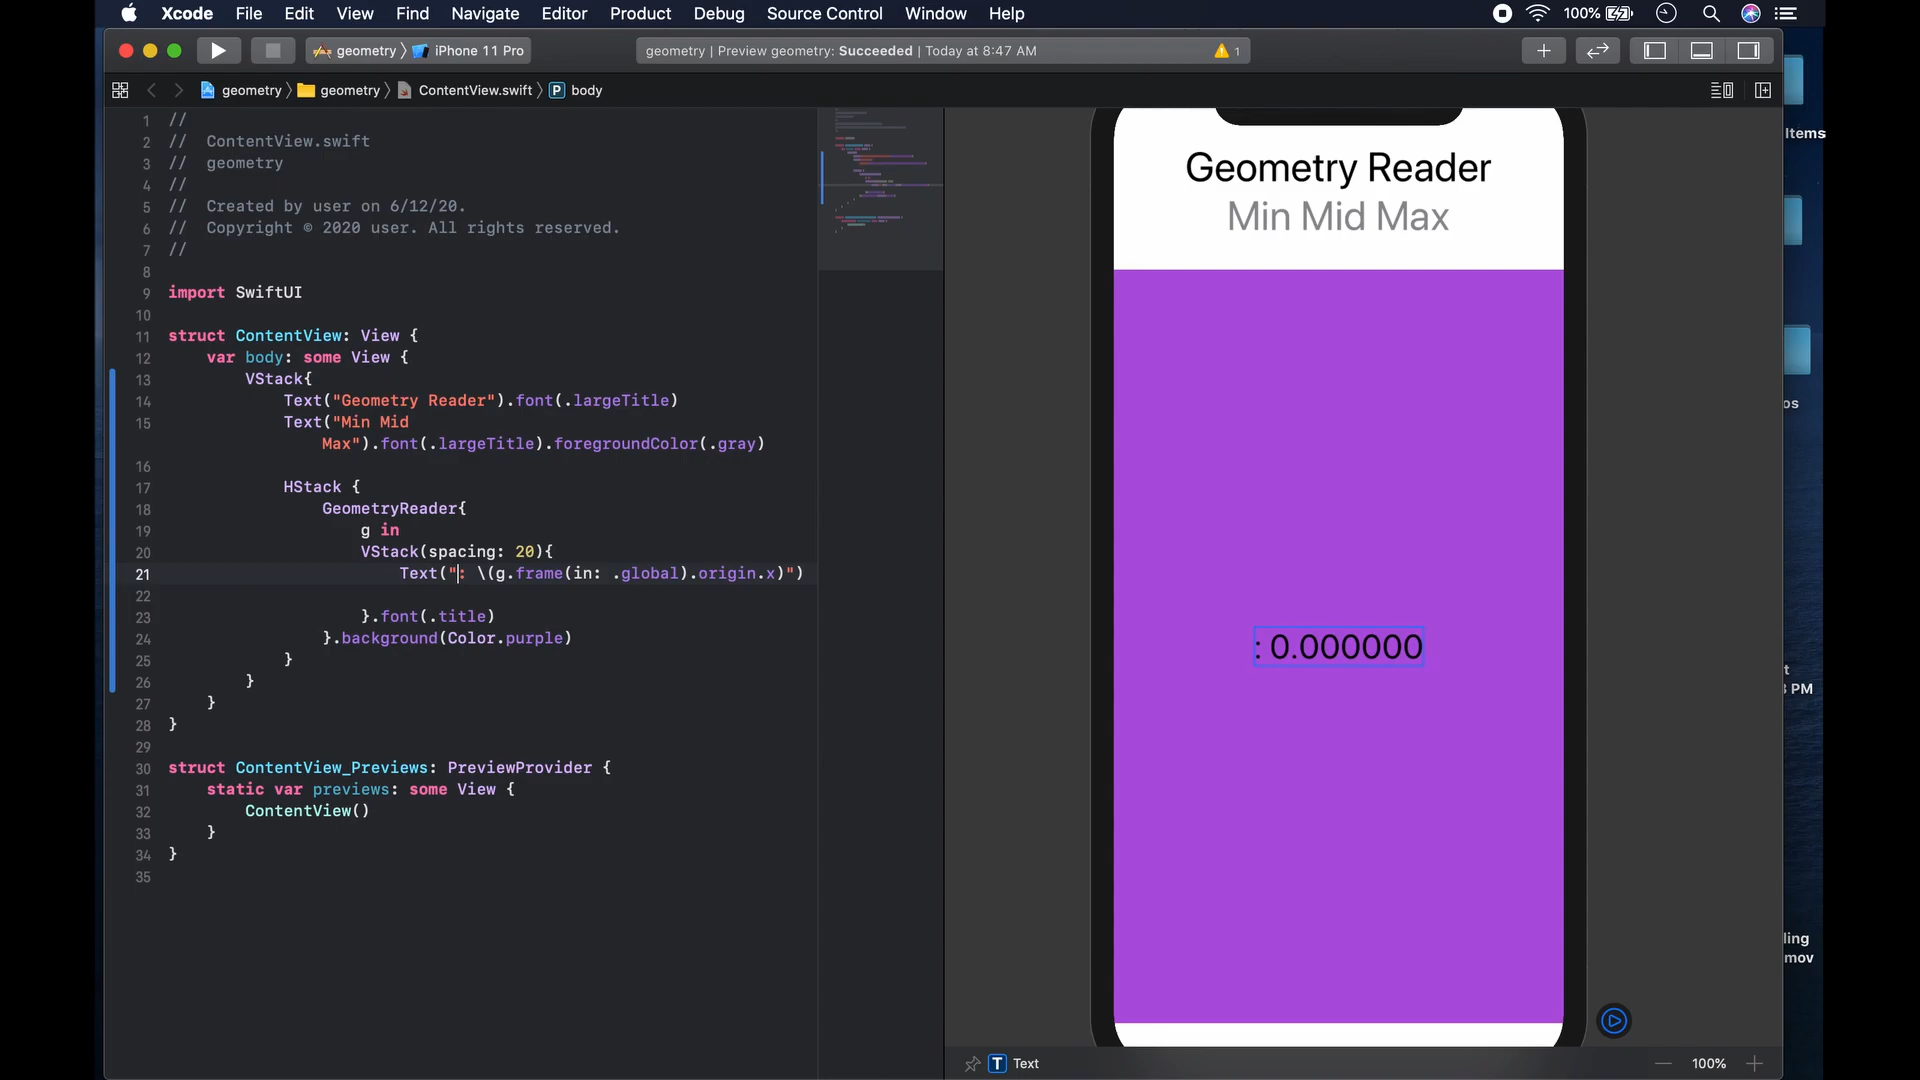 Xcode File Edit View Find Navigate Editor Product Debug Source Control Window Help 100%
geometry 〉 iPhone 11 Pro geometry | Preview geometry: Succeeded | Today at 8:47 AM 1
geometry 〉 geometry 〉 ContentView.swift 〉 P body
1 //
2 //  ContentView.swift
3 //  geometry
4 //
5 //  Created by user on 6/12/20.
6 //  Copyright © 2020 user. All rights reserved.
7 //
8
9 import SwiftUI
10
11 struct ContentView: View {
12     var body: some View {
13         VStack{
14             Text("Geometry Reader").font(.largeTitle)
15             Text("Min Mid
                Max").font(.largeTitle).foregroundColor(.gray)
16
17             HStack {
18                 GeometryReader{
19                     g in
20                     VStack(spacing: 20){
21                         Text(": \(g.frame(in: .global).origin.x)")
22
23                     }.font(.title)
24                 }.background(Color.purple)
25             }
26         }
27     }
28 }
29
30 struct ContentView_Previews: PreviewProvider {
31     static var previews: some View {
32         ContentView()
33     }
34 }
35
Geometry Reader
Min Mid Max
: 0.000000
T Text
100%
Items
os
t
PM
ling
mov